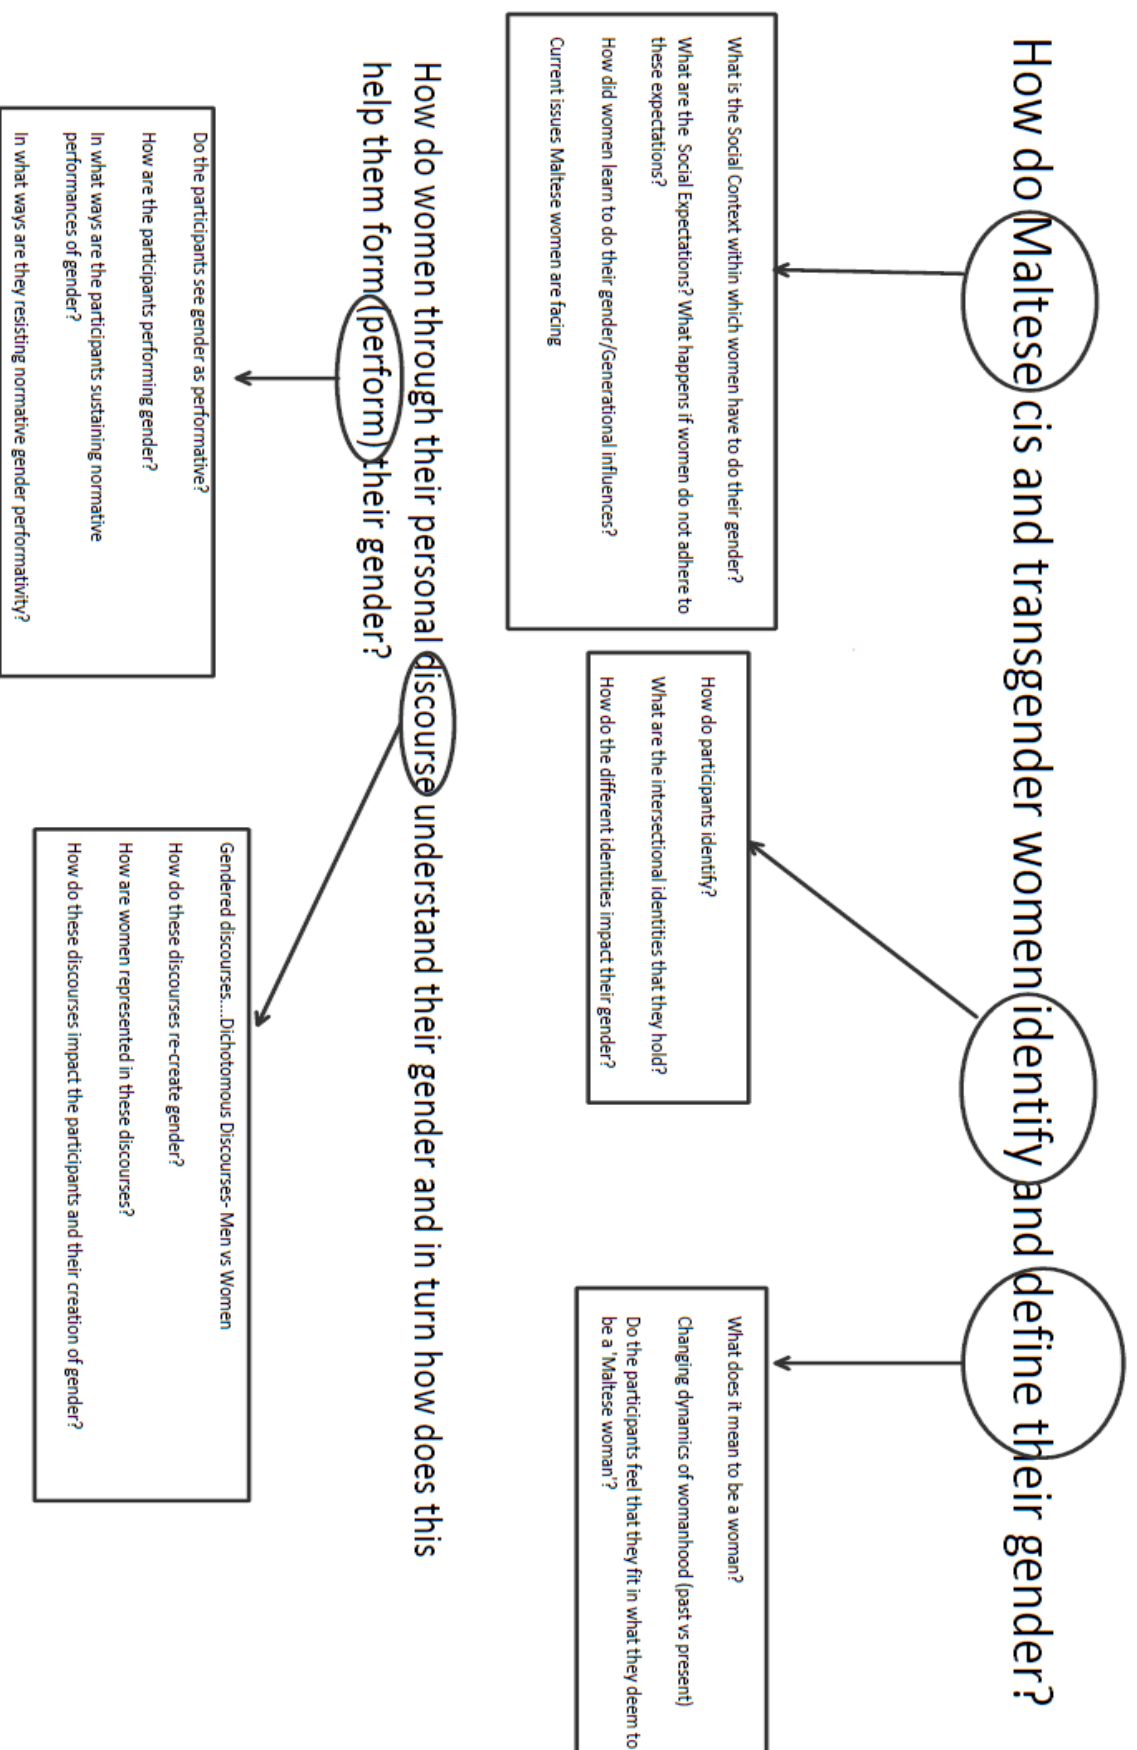 How do Maltese cis and transgender women identify and define their gender?
What is the Social Context within which women have to do their gender?
What are the Social Expectations? What happens if women do not adhere to
these expectations?
How did women learn to do their gender/Generational influences?
Current issues Maltese women are facing
How do participants identify?
What are the intersectional identities that they hold?
How do the different identities impact their gender?
What does it mean to be a woman?
Changing dynamics of womanhood (past vs present)
Do the participants feel that they fit in what they deem to
be a 'Maltese woman'?
How do women through their personal discourse understand their gender and in turn how does this
help them form (perform) their gender?
Do the participants see gender as performative?
How are the participants performing gender?
In what ways are the participants sustaining normative
performances of gender?
In what ways are they resisting normative gender performativity?
Gendered discourses....Dichotomous Discourses- Men vs Women
How do these discourses re-create gender?
How are women represented in these discourses?
How do these discourses impact the participants and their creation of gender?